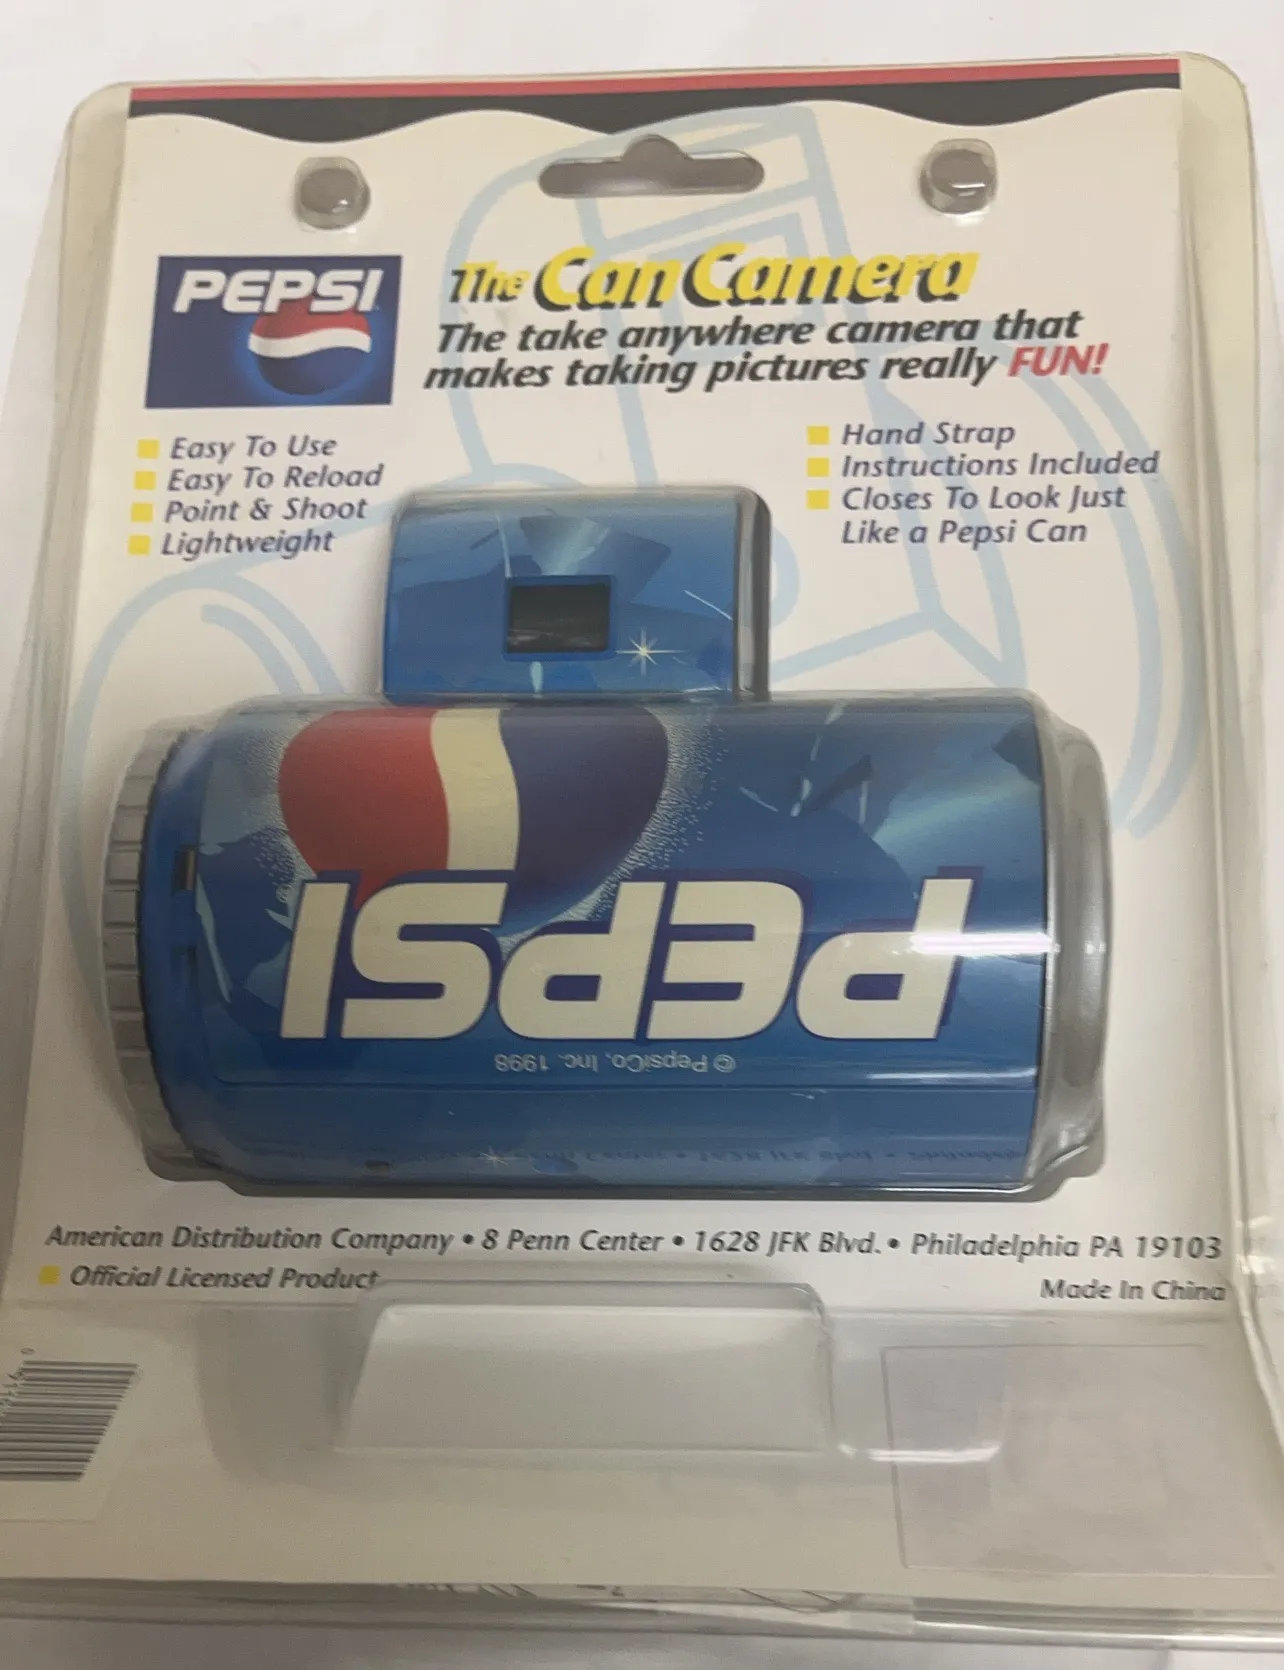 PEPSI
The Can Camera
The take anywhere camera that
makes taking pictures really FUN!
Easy To Use
Easy To Reload
Point & Shoot
Lightweight
Hand Strap
Instructions Included
Closes To Look Just
Like a Pepsi Can
PEPSI
© PepsiCo, Inc. 1998
American Distribution Company • 8 Penn Center • 1628 JFK Blvd. • Philadelphia PA 19103
Official Licensed Product
Made In China